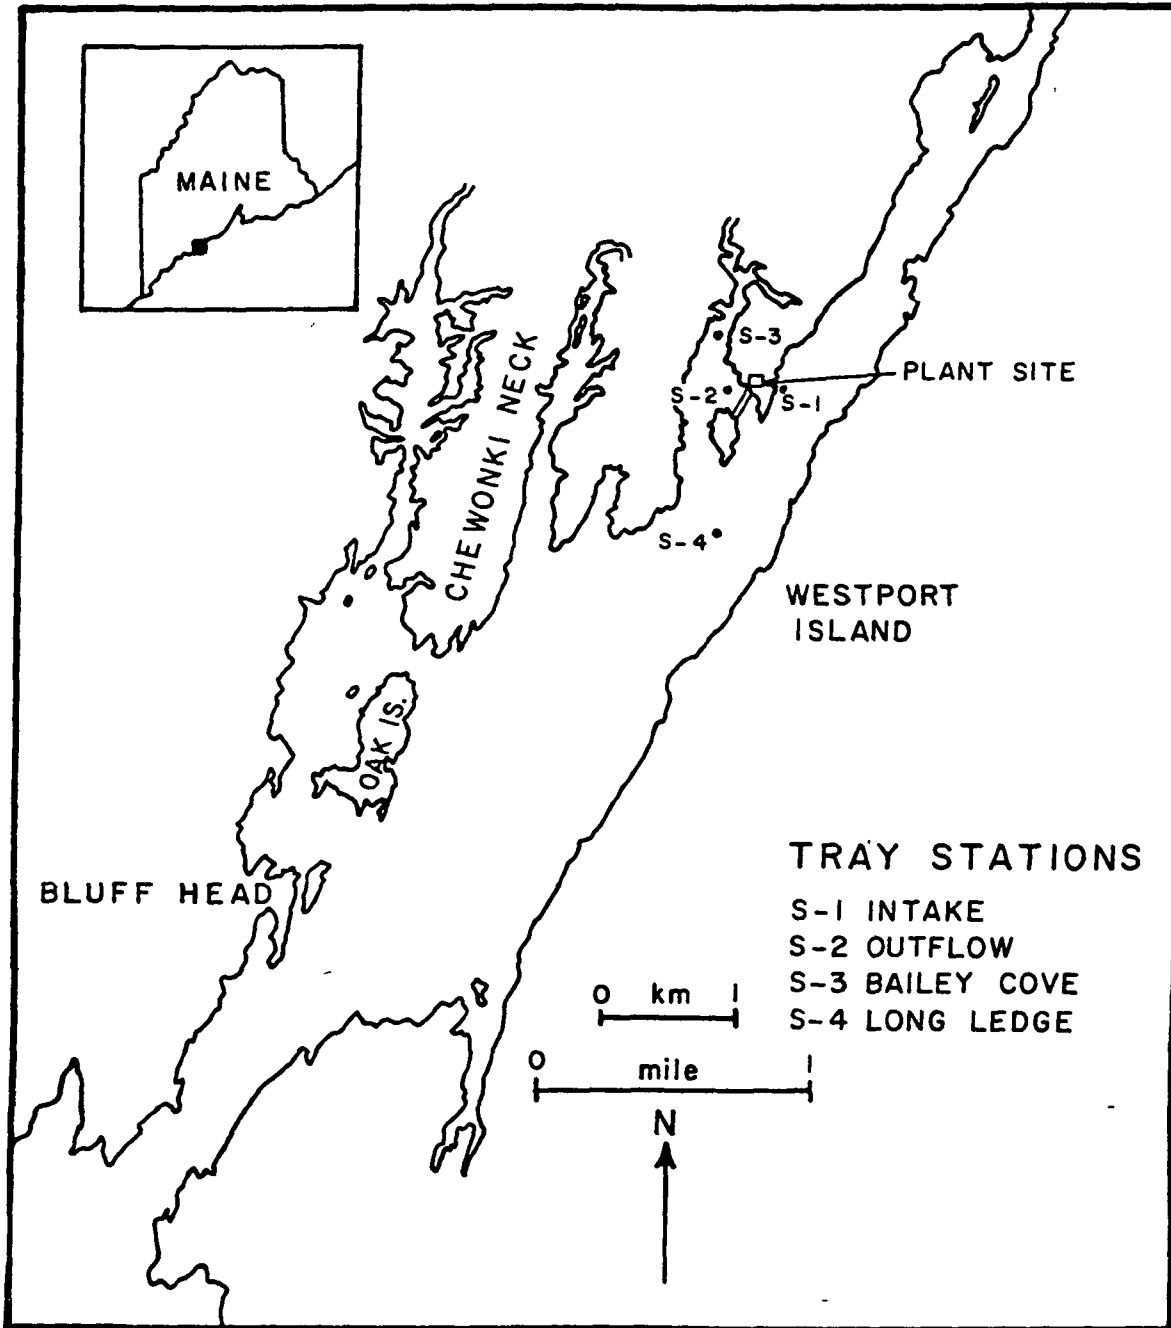 MAINE
S-3
PLANT SITE
S-2
S-1
CHEWONKI NECK
S-4
WESTPORT
ISLAND
OAK IS.
BLUFF HEAD
TRAY STATIONS
S-1 INTAKE
S-2 OUTFLOW
S-3 BAILEY COVE
S-4 LONG LEDGE
0 km 1
0 mile 1
N